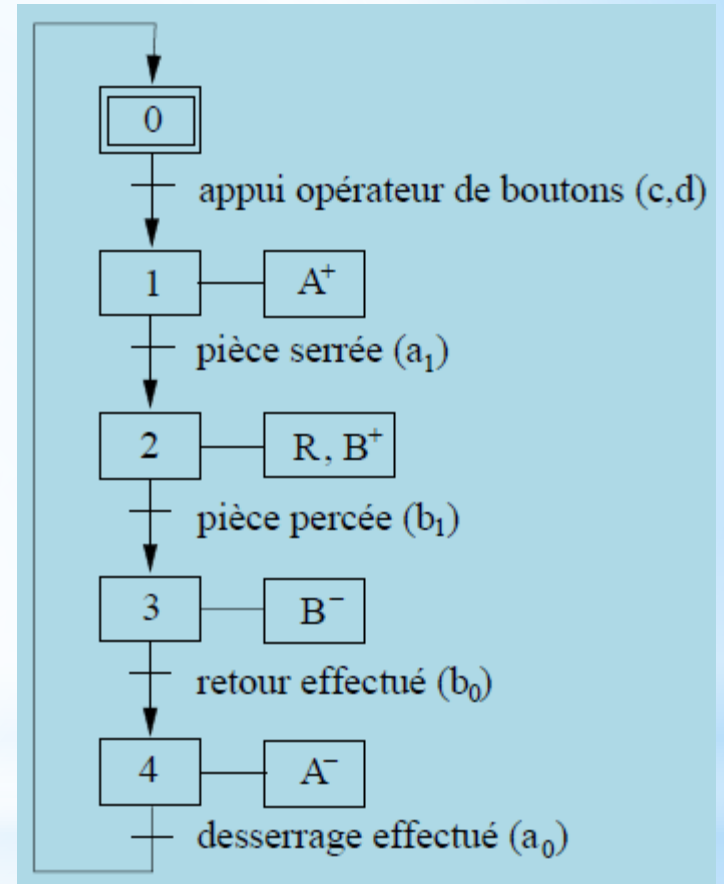 0
appui opérateur de boutons (c,d)
1 A⁺
pièce serrée (a₁)
2 R, B⁺
pièce percée (b₁)
3 B⁻
retour effectué (b₀)
4 A⁻
desserrage effectué (a₀)